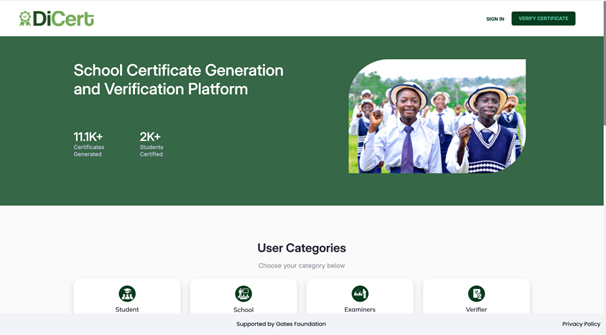 DiCert
SIGN IN
VERIFY CERTIFICATE
School Certificate Generation
and Verification Platform
11.1K+
2K+
Certificates
Generated
Students
Certified
User Categories
Choose your category below
Student
School
Examiners
Verifier
Supported by Gates Foundation
Privacy Policy